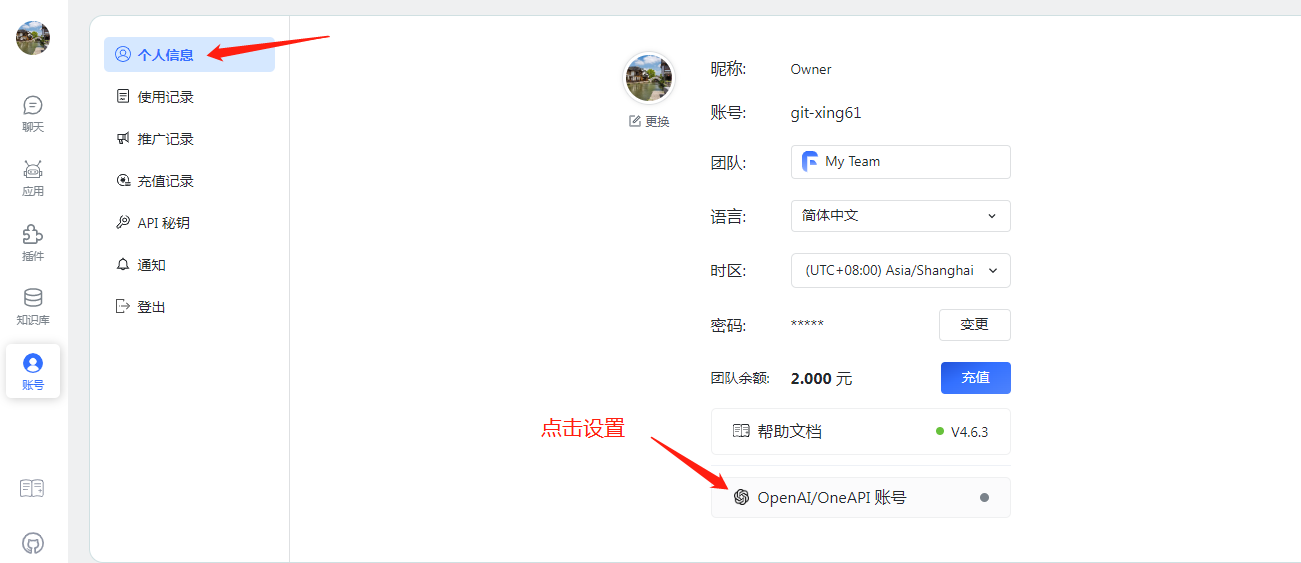 聊天
应用
插件
知识库
账号
个人信息
使用记录
推广记录
充值记录
API 秘钥
通知
登出
更换
昵称: Owner
账号: git-xing61
团队: My Team
语言: 简体中文
时区: (UTC+08:00) Asia/Shanghai
密码: ***** 变更
团队余额: 2.000 元 充值
点击设置
帮助文档 V4.6.3
OpenAI/OneAPI 账号